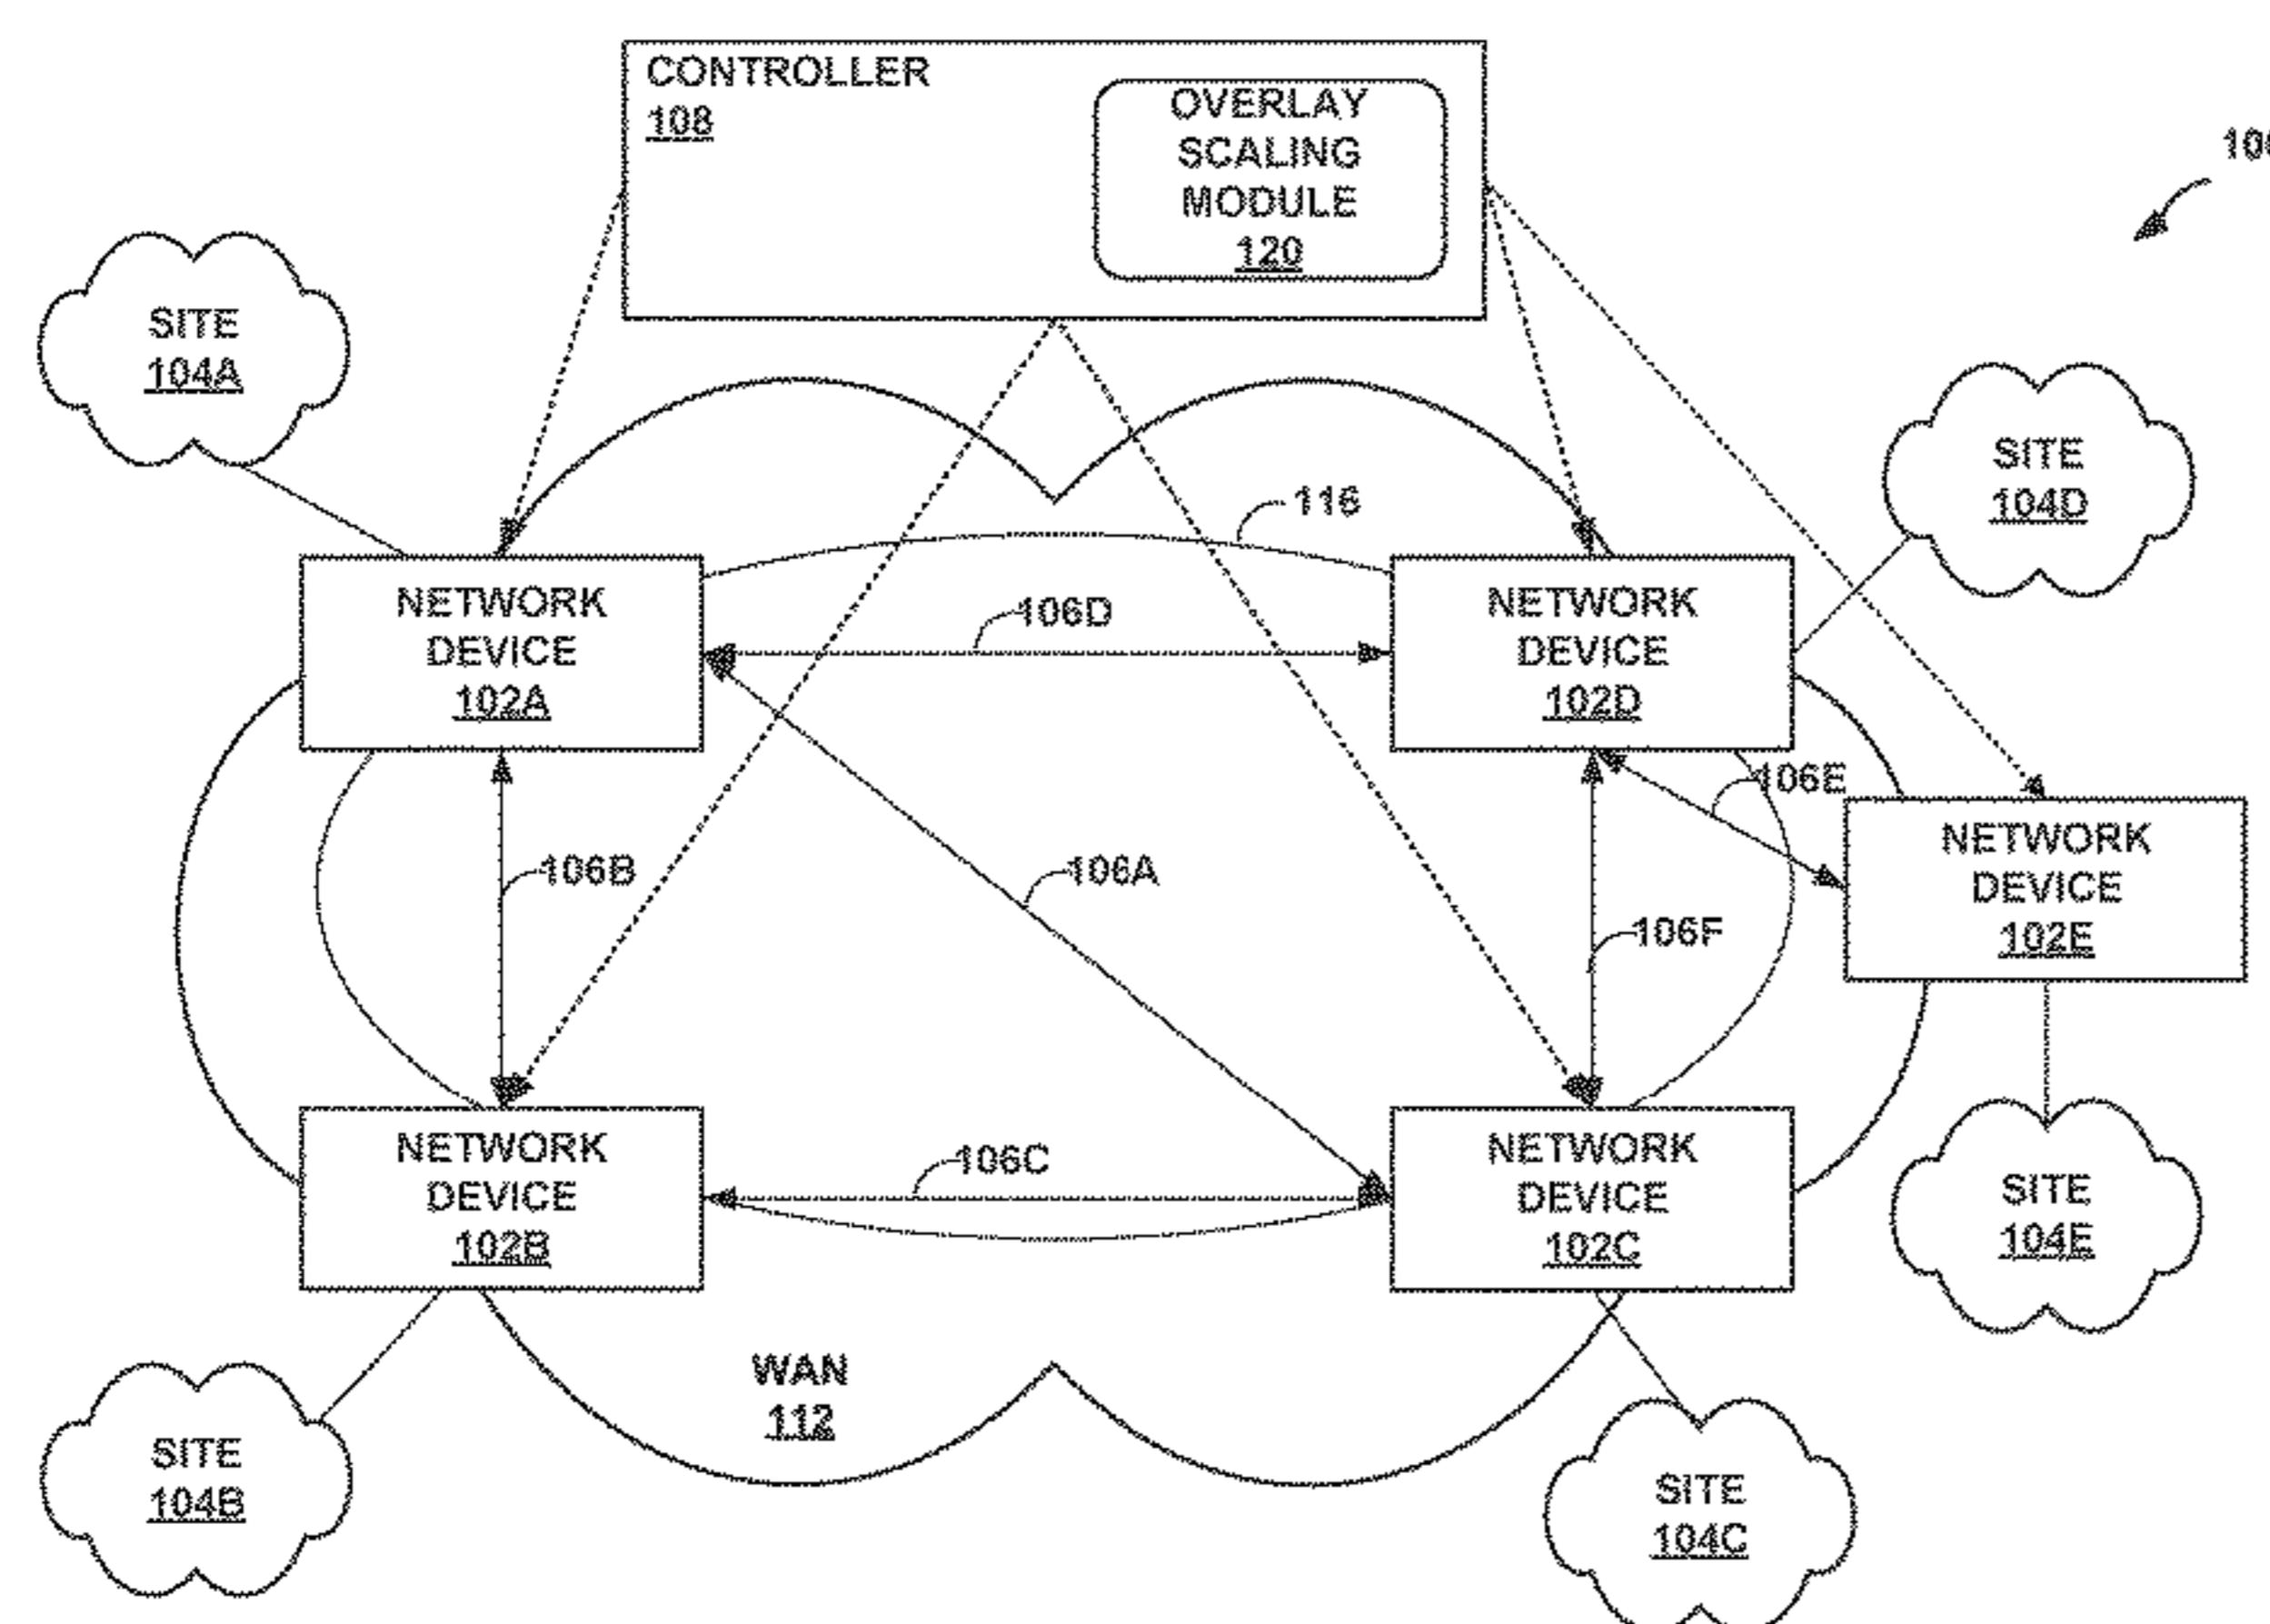 CONTROLLER
108
OVERLAY
SCALING
MODULE
120
SITE
104A
SITE
104D
116
NETWORK
DEVICE
102A
106D
NETWORK
DEVICE
102D
106E
NETWORK
DEVICE
102E
106B
106A
106F
NETWORK
DEVICE
102B
106C
NETWORK
DEVICE
102C
SITE
104E
WAN
112
SITE
104B
SITE
104C